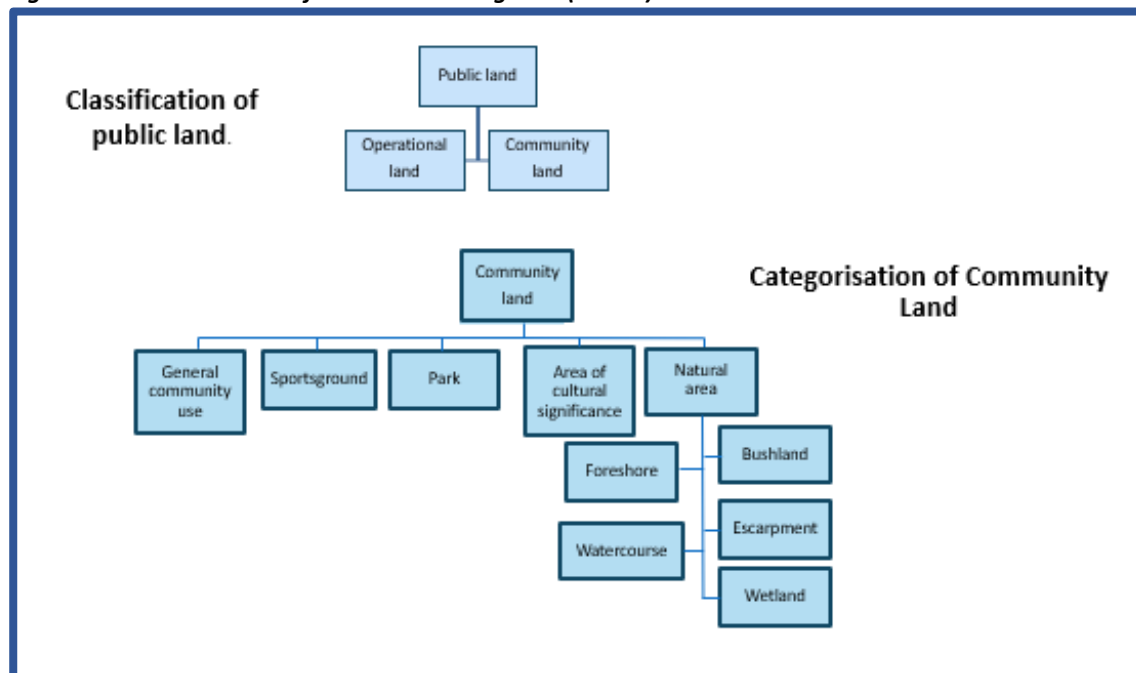 Classification of
public land.
Public land
Operational
land
Community
land
Categorisation of Community
Land
Community
land
General
community
use
Sportsground
Park
Area of
cultural
significance
Natural
area
Foreshore
Bushland
Watercourse
Escarpment
Wetland